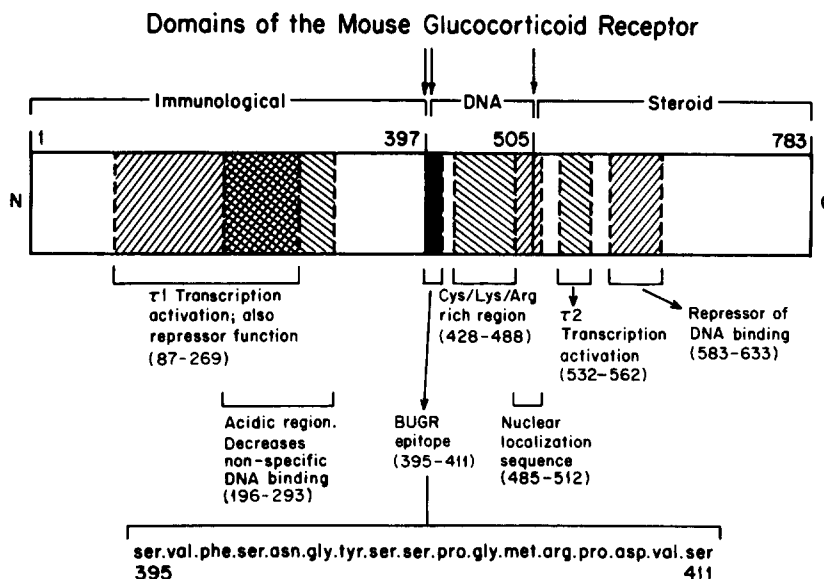 Domains of the Mouse Glucocorticoid Receptor
Immunological DNA Steroid
1 397 505 783
N
τ1 Transcription
activation; also
repressor function
(87-269)
Cys/Lys/Arg
rich region
(428-488)
τ2
Transcription
activation
(532-562)
Repressor of
DNA binding
(583-633)
Acidic region.
Decreases
non-specific
DNA binding
(196-293)
BUGR
epitope
(395-411)
Nuclear
localization
sequence
(485-512)
ser.val.phe.ser.asn.gly.tyr.ser.ser.pro.gly.met.arg.pro.asp.val.ser
395 411